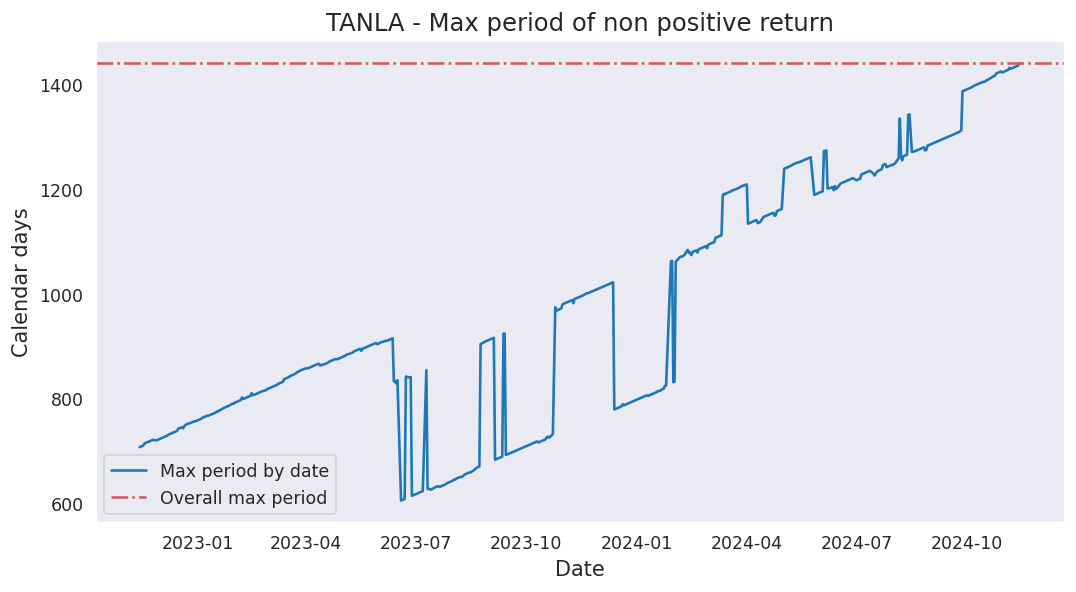 TANLA - Max period of non positive return
Calendar days
1400
1200
1000
800
600
Max period by date
Overall max period
2023-01 2023-04 2023-07 2023-10 2024-01 2024-04 2024-07 2024-10
Date